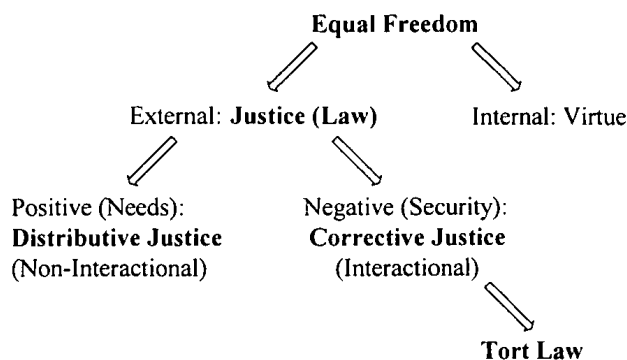 Equal Freedom
External: Justice (Law)
Internal: Virtue
Positive (Needs):
Distributive Justice
(Non-Interactional)
Negative (Security):
Corrective Justice
(Interactional)
Tort Law